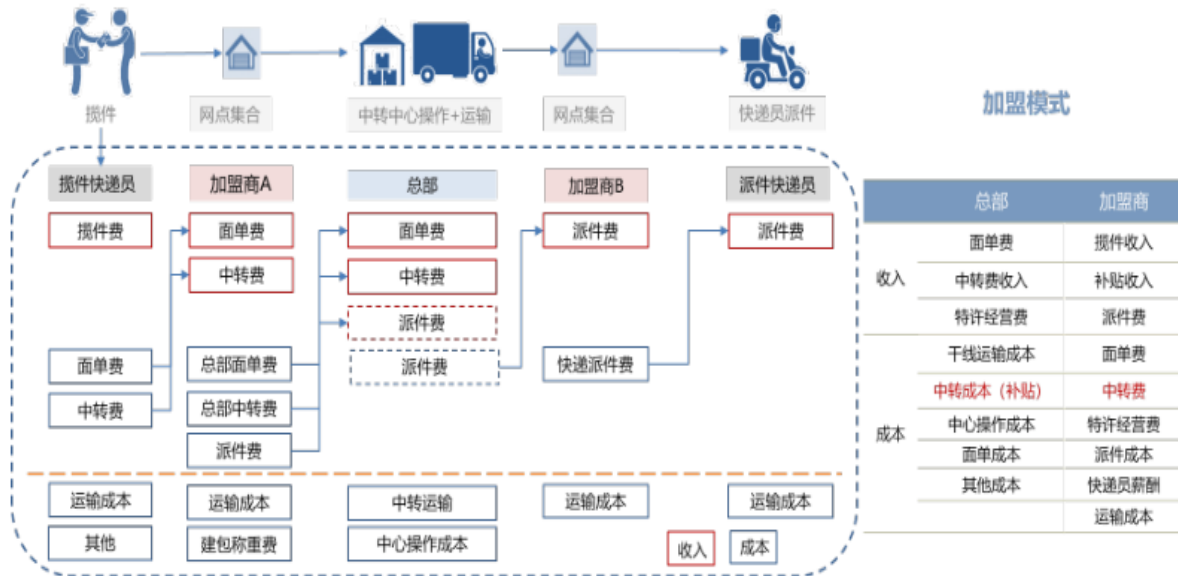 揽件
网点集合
中转中心操作+运输
网点集合
快递员派件
加盟模式
揽件快递员
加盟商A
总部
加盟商B
派件快递员
揽件费
面单费
面单费
派件费
派件费
中转费
中转费
派件费
面单费
总部面单费
派件费
快递派件费
中转费
总部中转费
派件费
运输成本
运输成本
中转运输
运输成本
运输成本
其他
建包称重费
中心操作成本
收入
成本
总部
加盟商
收入
面单费
揽件收入
中转费收入
补贴收入
特许经营费
派件费
成本
干线运输成本
面单费
中转成本（补贴）
中转费
中心操作成本
特许经营费
面单成本
派件成本
其他成本
快递员薪酬
运输成本